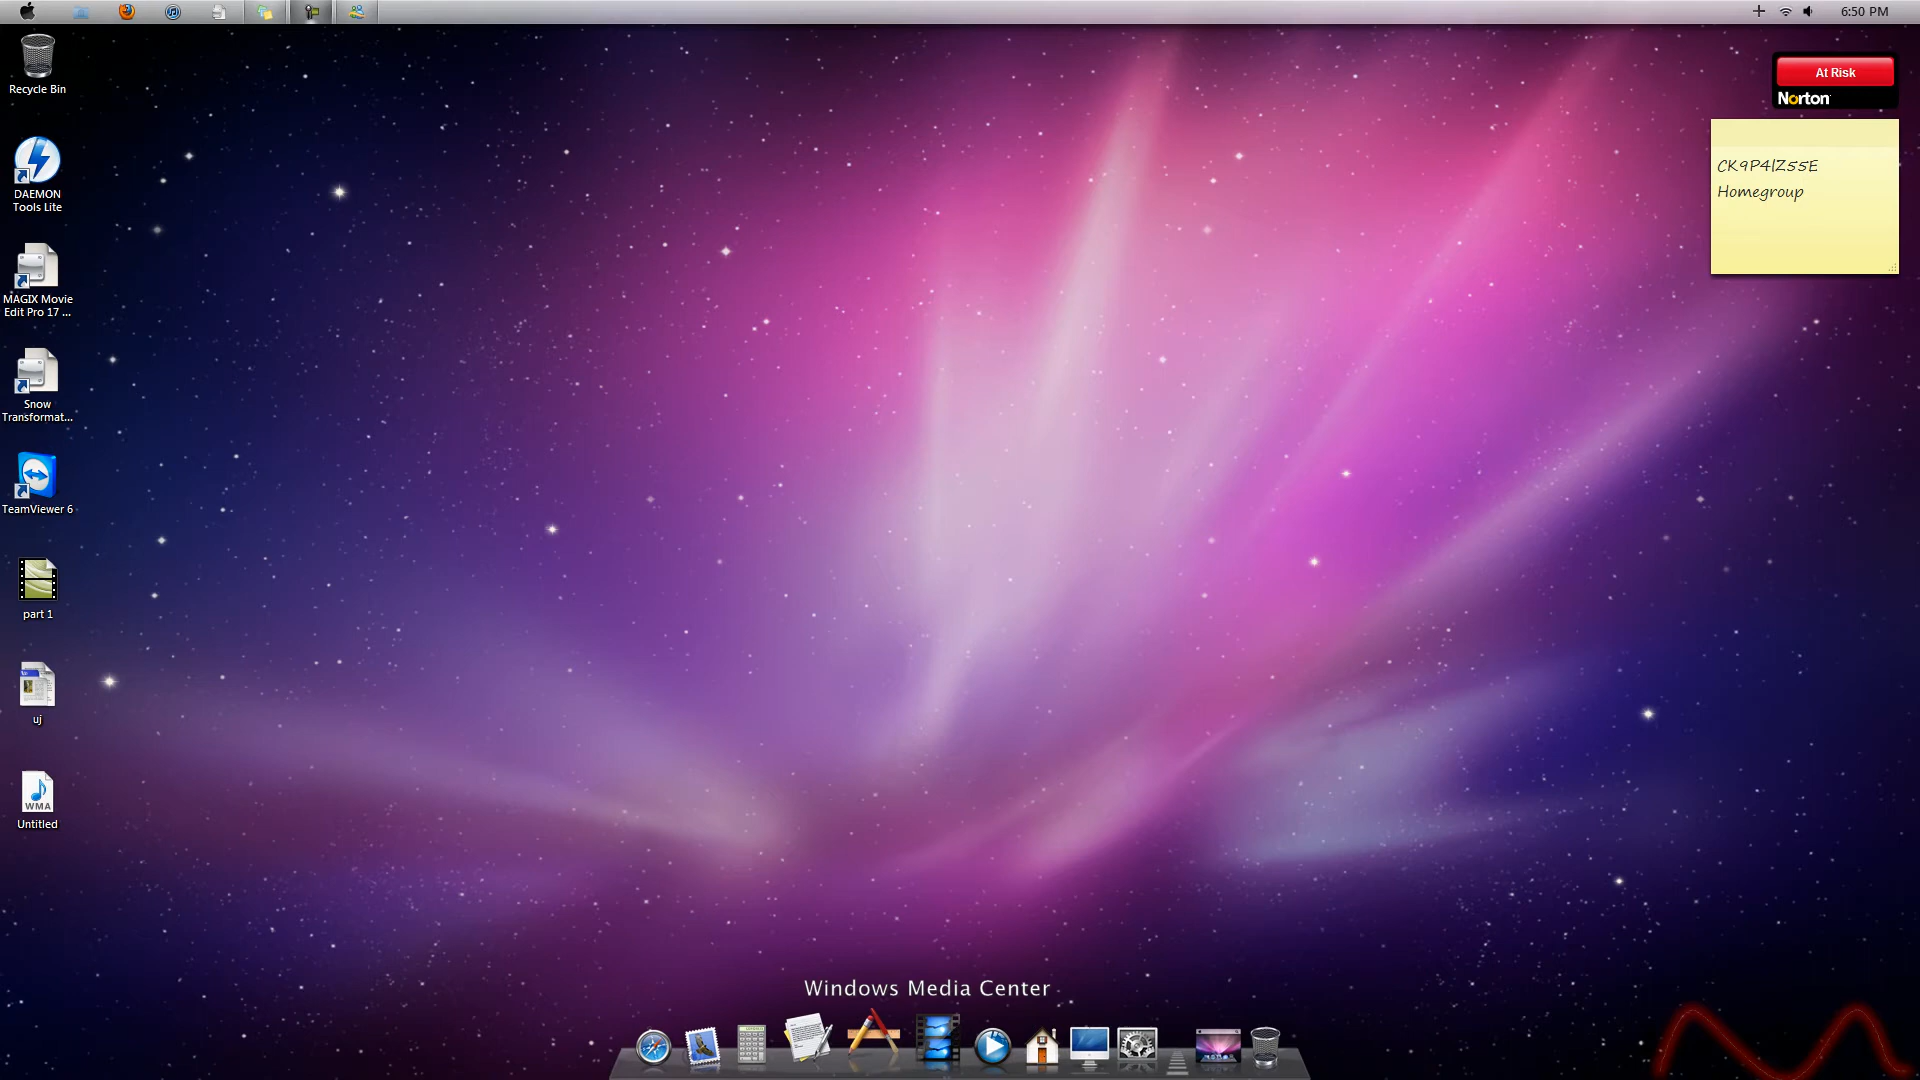 6:50 PM
Recycle Bin
At Risk
Norton
CK9P4lZ55E
Homegroup
DAEMON
Tools Lite
MAGIX Movie
Edit Pro 17 ...
Snow
Transformat...
TeamViewer 6
part 1
uj
WMA
Untitled
Windows Media Center